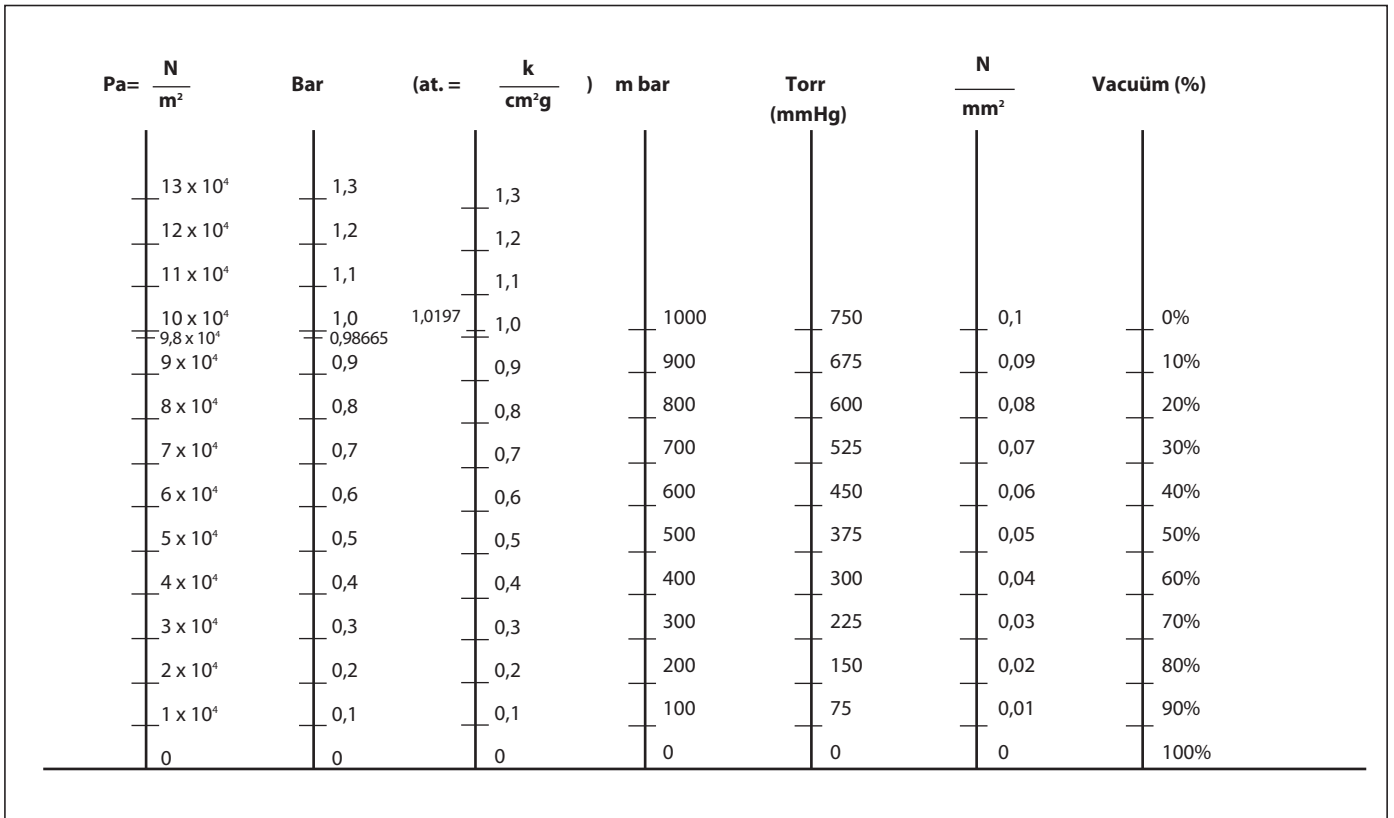 Pa= N/m² Bar (at. = k/cm²g ) m bar Torr (mmHg) N/mm² Vacuüm (%)
13 x 10⁴ 1,3 1,3
12 x 10⁴ 1,2 1,2
11 x 10⁴ 1,1 1,1
10 x 10⁴ 1,0 1,0197 1,0 1000 750 0,1 0%
9,8 x 10⁴ 0,98665
9 x 10⁴ 0,9 0,9 900 675 0,09 10%
8 x 10⁴ 0,8 0,8 800 600 0,08 20%
7 x 10⁴ 0,7 0,7 700 525 0,07 30%
6 x 10⁴ 0,6 0,6 600 450 0,06 40%
5 x 10⁴ 0,5 0,5 500 375 0,05 50%
4 x 10⁴ 0,4 0,4 400 300 0,04 60%
3 x 10⁴ 0,3 0,3 300 225 0,03 70%
2 x 10⁴ 0,2 0,2 200 150 0,02 80%
1 x 10⁴ 0,1 0,1 100 75 0,01 90%
0 0 0 0 0 0 100%